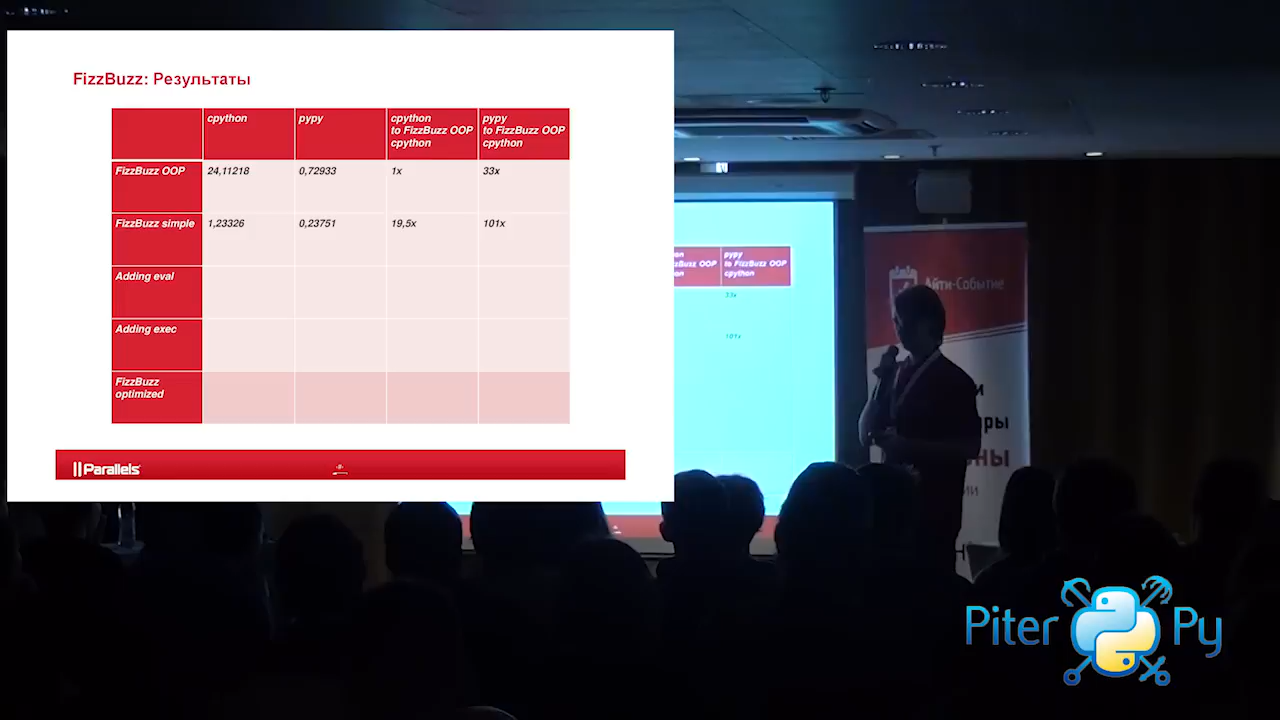 FizzBuzz: Результаты
cpython
pypy
cpython
to FizzBuzz OOP
cpython
pypy
to FizzBuzz OOP
cpython
FizzBuzz OOP
24,11218
0,72933
1x
33x
FizzBuzz simple
1,23326
0,23751
19,5x
101x
Adding eval
Adding exec
FizzBuzz
optimized
Parallels
pypy
to FizzBuzz OOP
cpython
33x
101x
Айти-Событие
Piter Py